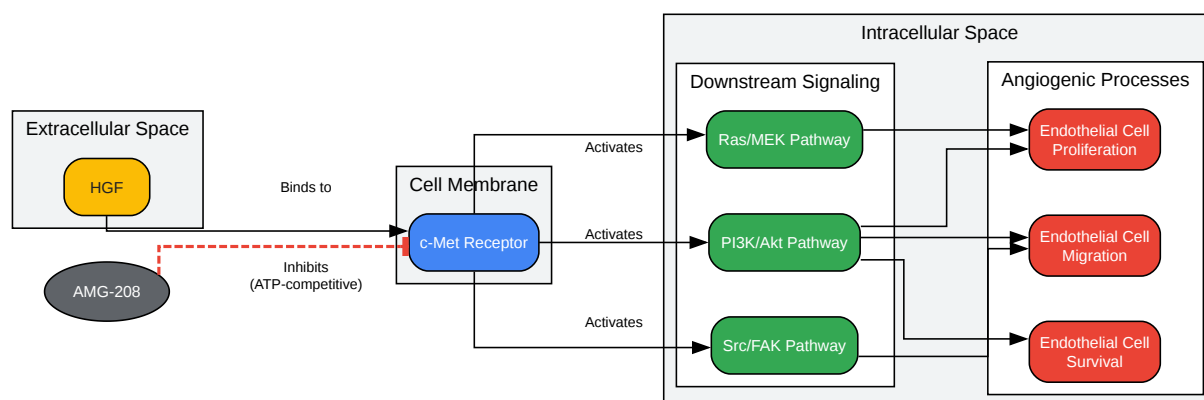 Intracellular Space
Downstream Signaling
Angiogenic Processes
Extracellular Space
HGF
Binds to
Cell Membrane
c-Met Receptor
AMG-208
Inhibits
(ATP-competitive)
Activates
Activates
Activates
Ras/MEK Pathway
PI3K/Akt Pathway
Src/FAK Pathway
Endothelial Cell
Proliferation
Endothelial Cell
Migration
Endothelial Cell
Survival